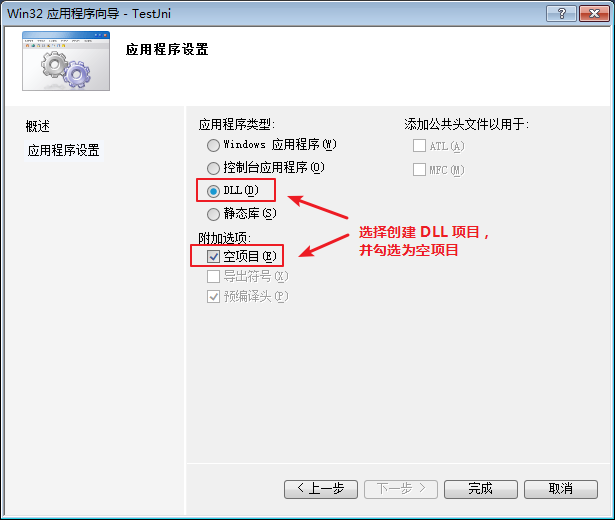 Win32 应用程序向导 - TestJni
应用程序设置
概述
应用程序设置
应用程序类型:
Windows 应用程序(W)
控制台应用程序(O)
DLL(D)
静态库(S)
附加选项:
空项目(E)
导出符号(X)
预编译头(P)
添加公共头文件以用于:
ATL(A)
MFC(M)
选择创建 DLL 项目，
并勾选为空项目
< 上一步
下一步 >
完成
取消